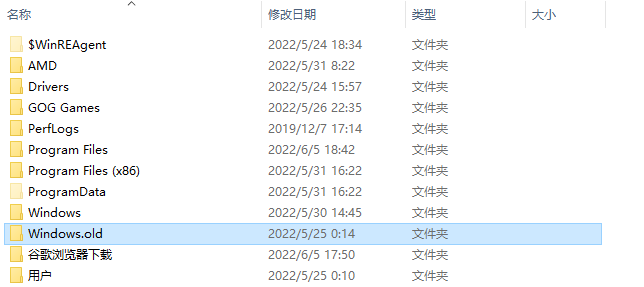 名称 修改日期 类型 大小
$WinREAgent 2022/5/24 18:34 文件夹
AMD 2022/5/31 8:22 文件夹
Drivers 2022/5/24 15:57 文件夹
GOG Games 2022/5/26 22:35 文件夹
PerfLogs 2019/12/7 17:14 文件夹
Program Files 2022/6/5 18:42 文件夹
Program Files (x86) 2022/5/31 16:22 文件夹
ProgramData 2022/5/31 16:22 文件夹
Windows 2022/5/30 14:45 文件夹
Windows.old 2022/5/25 0:14 文件夹
谷歌浏览器下载 2022/6/5 17:50 文件夹
用户 2022/5/25 0:10 文件夹